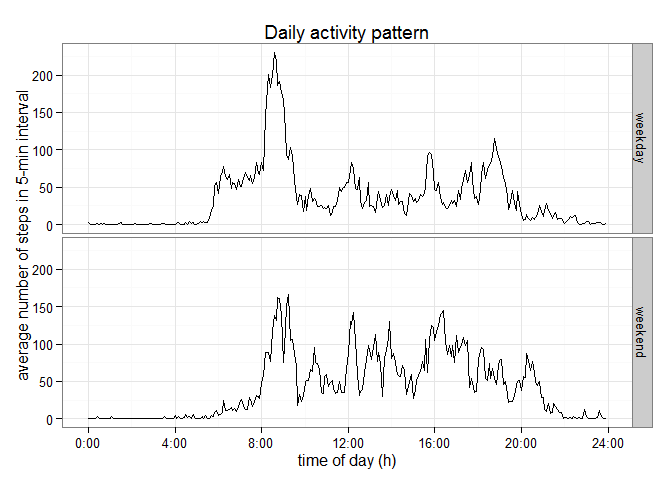 Daily activity pattern
average number of steps in 5-min interval
200
150
100
50
0
weekday
200
150
100
50
0
weekend
0:00 4:00 8:00 12:00 16:00 20:00 24:00
time of day (h)